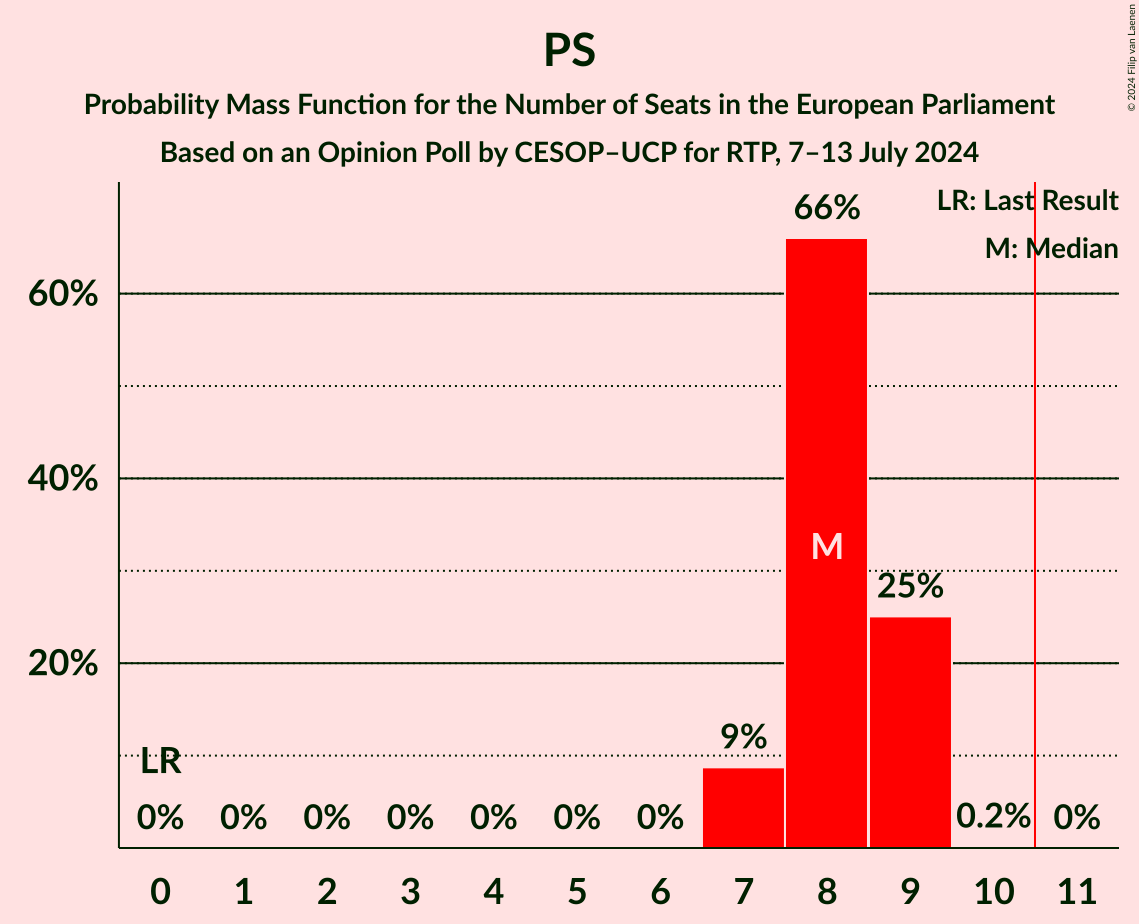 PS
Probability Mass Function for the Number of Seats in the European Parliament
Based on an Opinion Poll by CESOP–UCP for RTP, 7–13 July 2024
© 2024 Filip van Laenen
LR: Last Result
M: Median
66%
60%
40%
M
25%
20%
9%
LR
0% 0% 0% 0% 0% 0% 0% 0.2% 0%
0 1 2 3 4 5 6 7 8 9 10 11